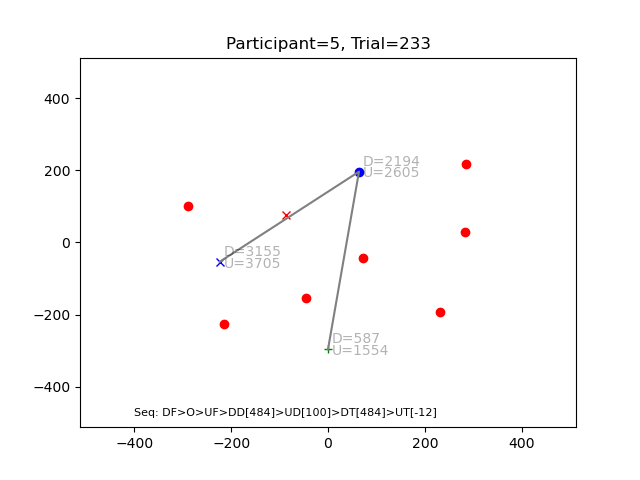 Participant=5, Trial=233
400
200
0
−200
−400
D=2194
U=2605
D=3155
U=3705
D=587
U=1554
Seq: DF>O>UF>DD[484]>UD[100]>DT[484]>UT[-12]
−400
−200
0
200
400